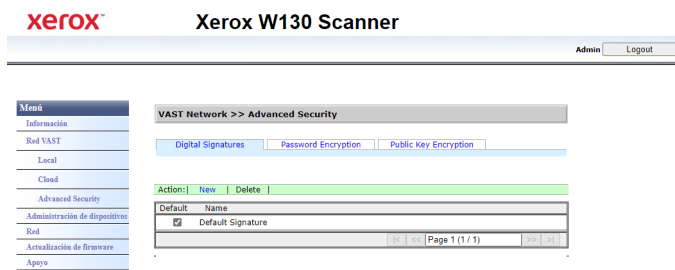 xerox™
Xerox W130 Scanner
Admin Logout
Menú
Información
Red VAST
Local
Cloud
Advanced Security
Administración de dispositivos
Red
Actualización de firmware
Apoyo
VAST Network >> Advanced Security
Digital Signatures Password Encryption Public Key Encryption
Action:| New | Delete |
Default Name
Default Signature
|< << Page 1 (1 / 1) >> >|